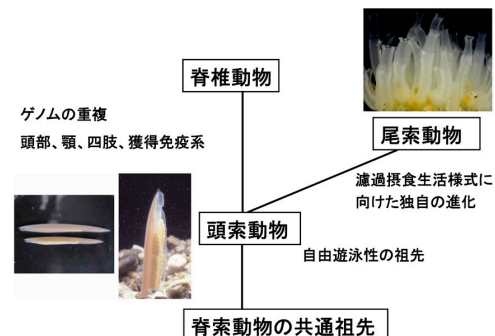 脊椎動物
ゲノムの重複
頭部、顎、四肢、獲得免疫系
尾索動物
濾過摂食生活様式に
向けた独自の進化
頭索動物
自由遊泳性の祖先
脊索動物の共通祖先